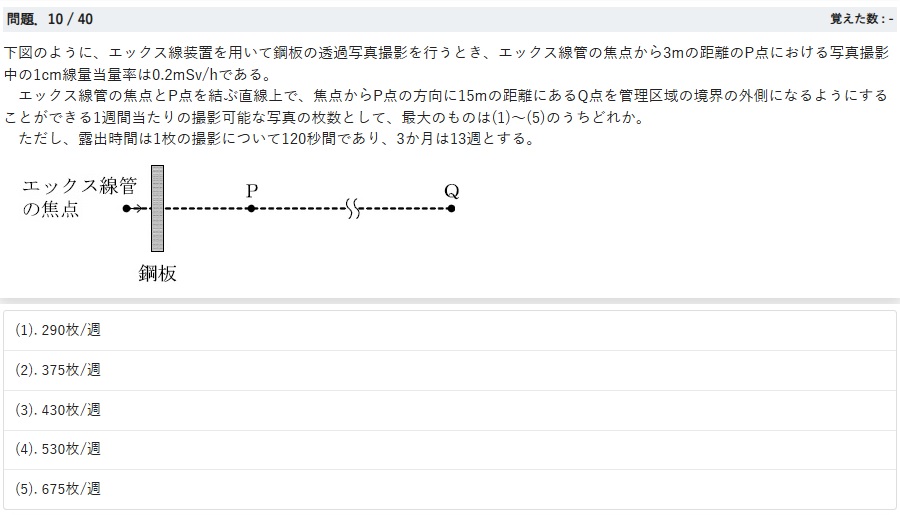 問題．10 / 40
覚えた数 : -
下図のように、エックス線装置を用いて鋼板の透過写真撮影を行うとき、エックス線管の焦点から3mの距離のP点における写真撮影
中の1cm線量当量率は0.2mSv/hである。
エックス線管の焦点とP点を結ぶ直線上で、焦点からP点の方向に15mの距離にあるQ点を管理区域の境界の外側になるようにする
ことができる1週間当たりの撮影可能な写真の枚数として、最大のものは(1)～(5)のうちどれか。
ただし、露出時間は1枚の撮影について120秒間であり、3か月は13週とする。
エックス線管
の焦点
P
Q
鋼板
(1). 290枚/週
(2). 375枚/週
(3). 430枚/週
(4). 530枚/週
(5). 675枚/週